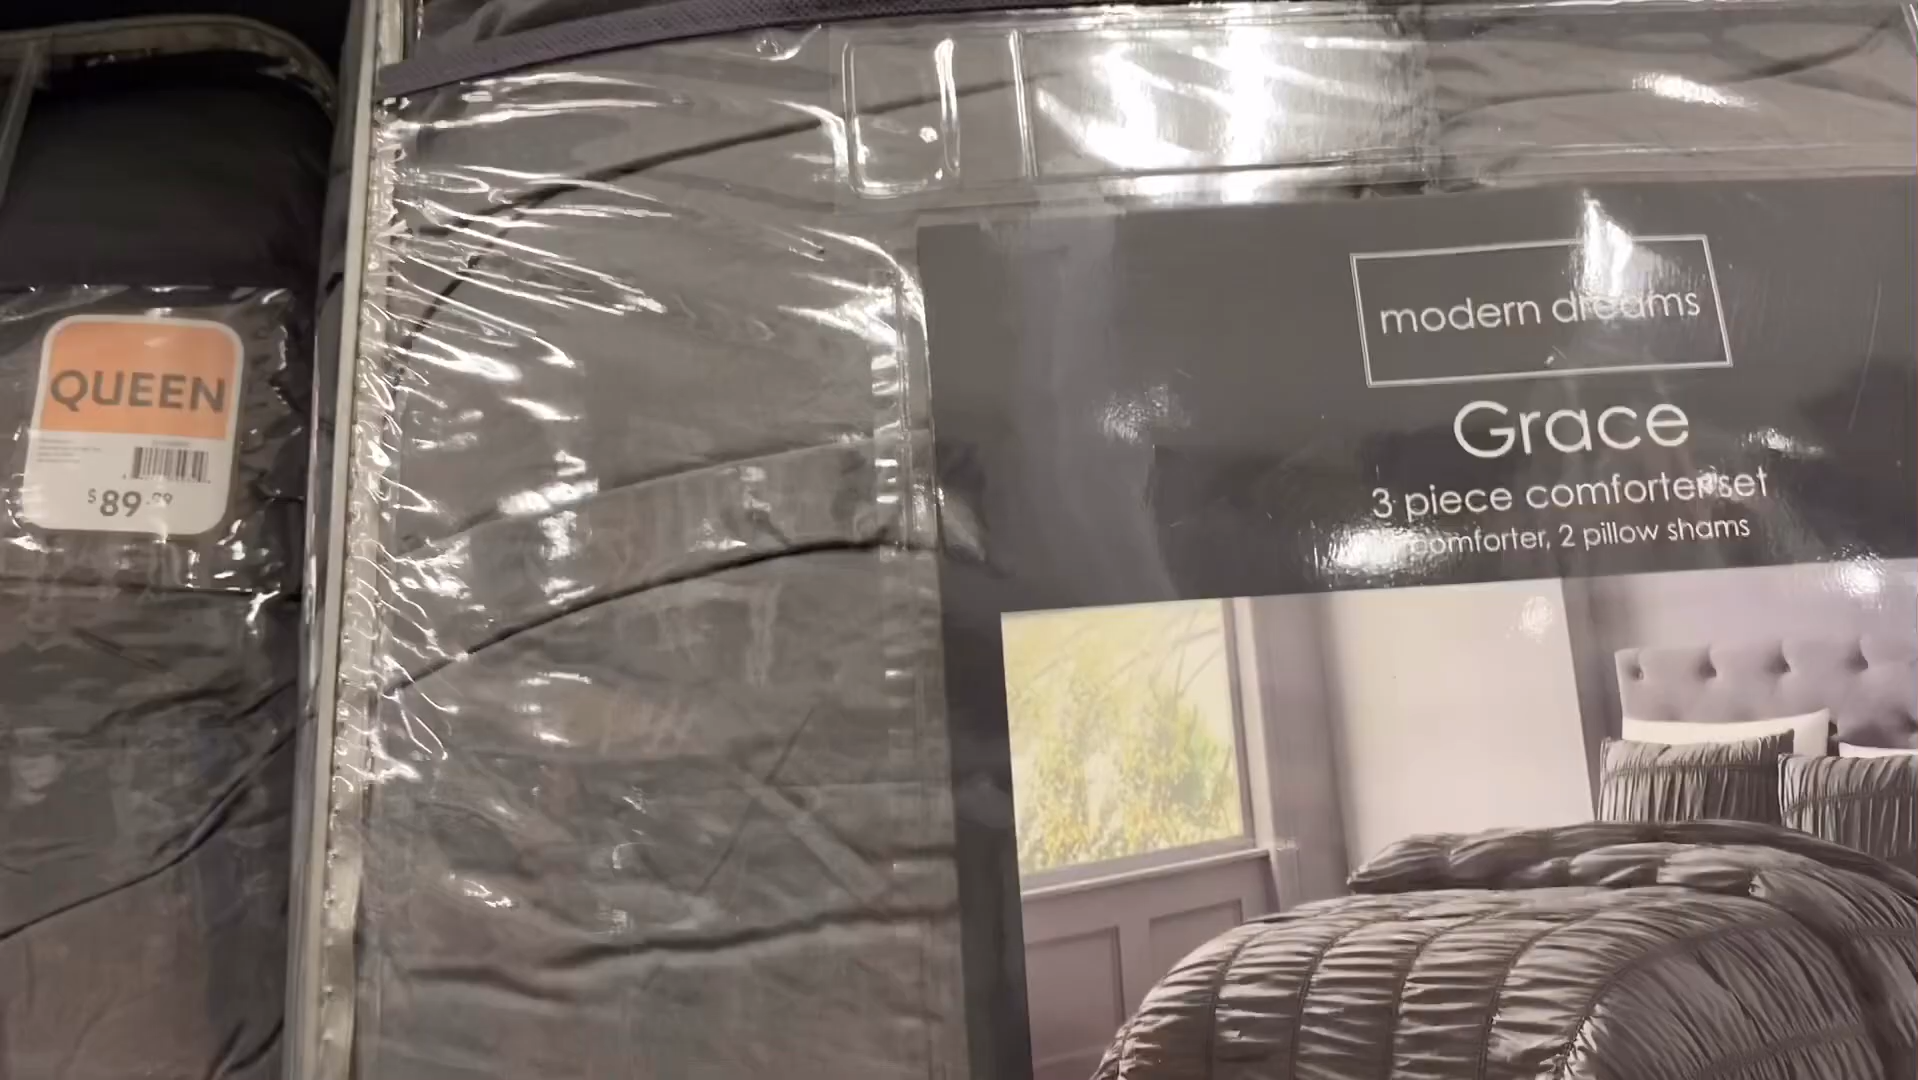 QUEEN
$89.99
modern dreams
Grace
3 piece comforter set
comforter, 2 pillow shams